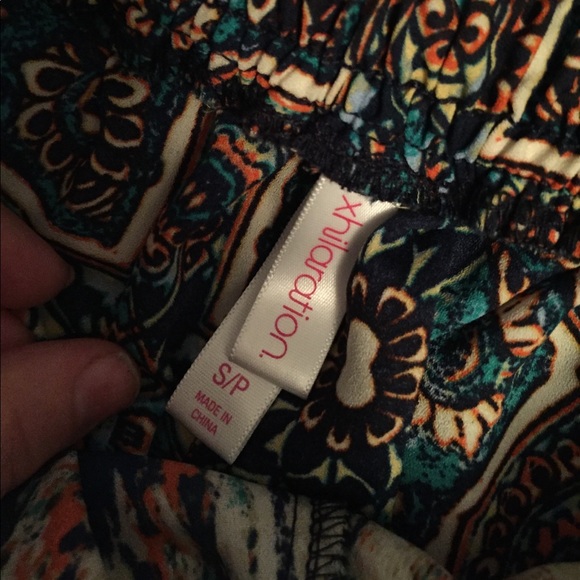 xhilaration.
S/P
MADE IN
CHINA